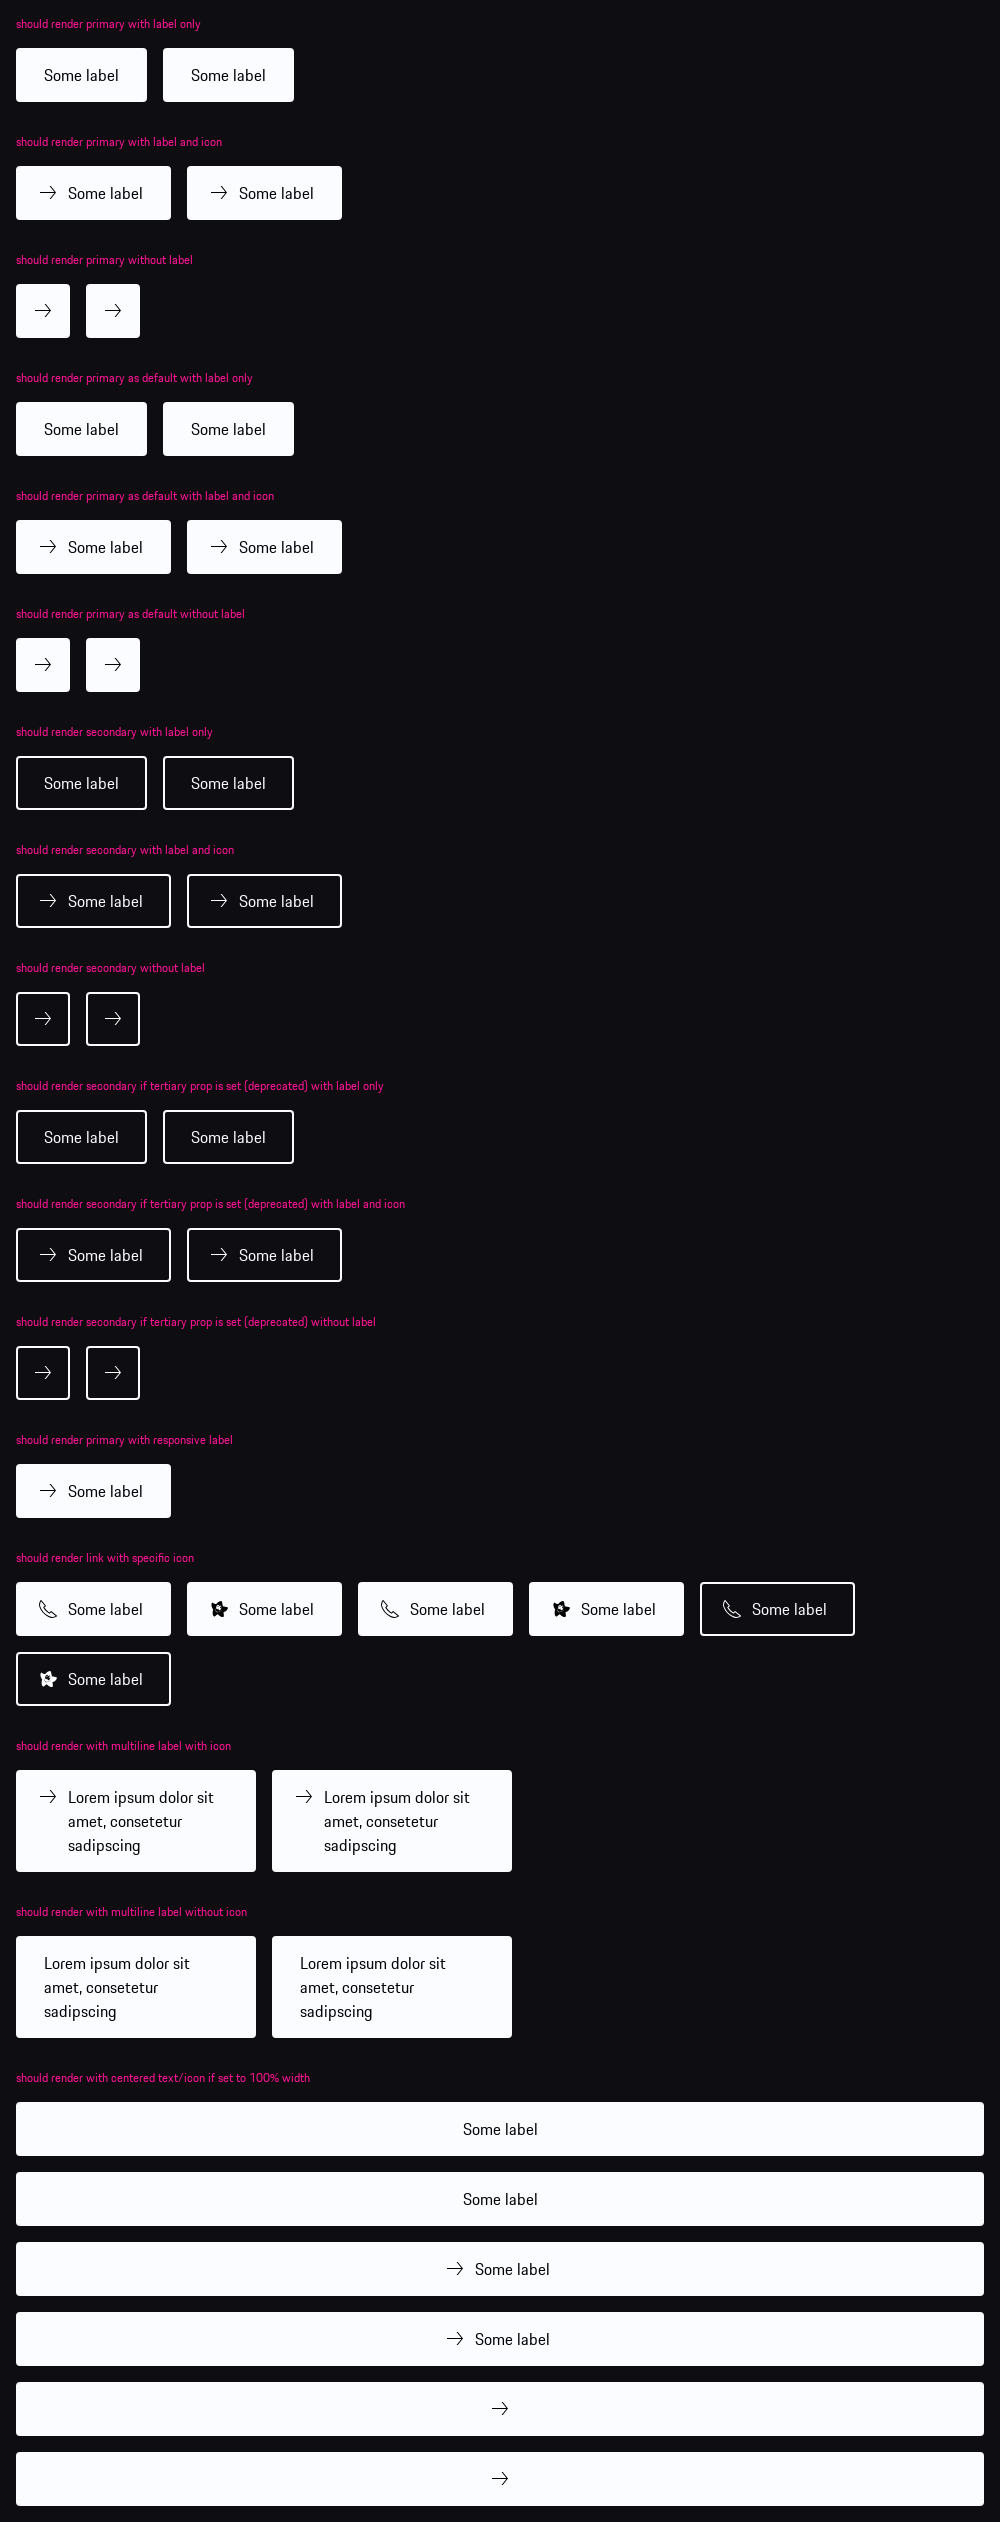 should render primary with label only
Some label Some label
should render primary with label and icon
Some label Some label
should render primary without label
should render primary as default with label only
Some label Some label
should render primary as default with label and icon
Some label Some label
should render primary as default without label
should render secondary with label only
Some label Some label
should render secondary with label and icon
Some label Some label
should render secondary without label
should render secondary if tertiary prop is set (deprecated) with label only
Some label Some label
should render secondary if tertiary prop is set (deprecated) with label and icon
Some label Some label
should render secondary if tertiary prop is set (deprecated) without label
should render primary with responsive label
Some label
should render link with specific icon
Some label Some label Some label Some label Some label
Some label
should render with multiline label with icon
Lorem ipsum dolor sit Lorem ipsum dolor sit
amet, consetetur amet, consetetur
sadipscing sadipscing
should render with multiline label without icon
Lorem ipsum dolor sit Lorem ipsum dolor sit
amet, consetetur amet, consetetur
sadipscing sadipscing
should render with centered text/icon if set to 100% width
Some label
Some label
Some label
Some label